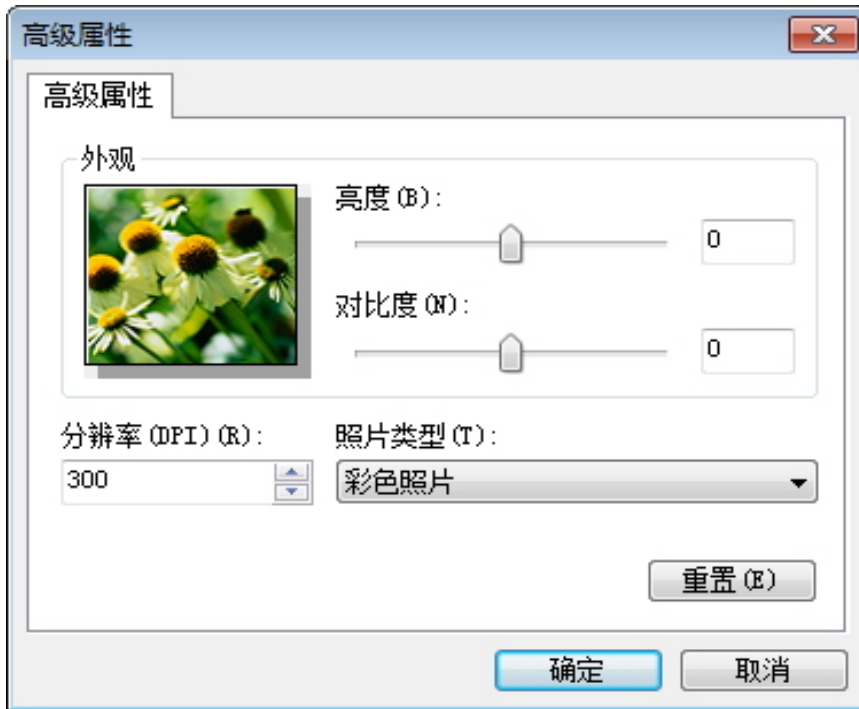 高级属性
高级属性
外观
亮度(B):
0
对比度(N):
0
分辨率(DPI)(R):
照片类型(T):
300
彩色照片
重置(E)
确定
取消